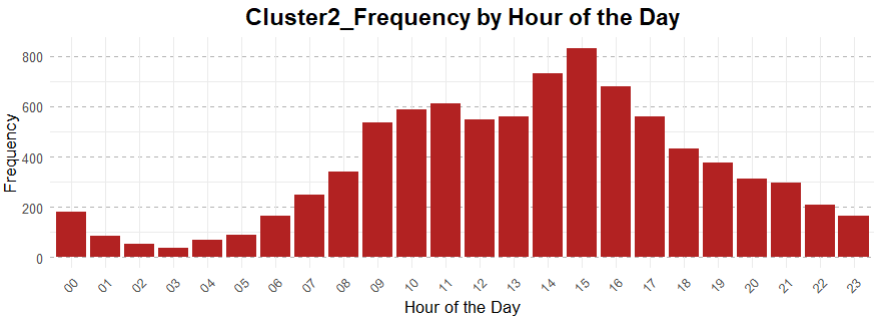 Cluster2_Frequency by Hour of the Day
Frequency
800
600
400
200
0
00 01 02 03 04 05 06 07 08 09 10 11 12 13 14 15 16 17 18 19 20 21 22 23
Hour of the Day